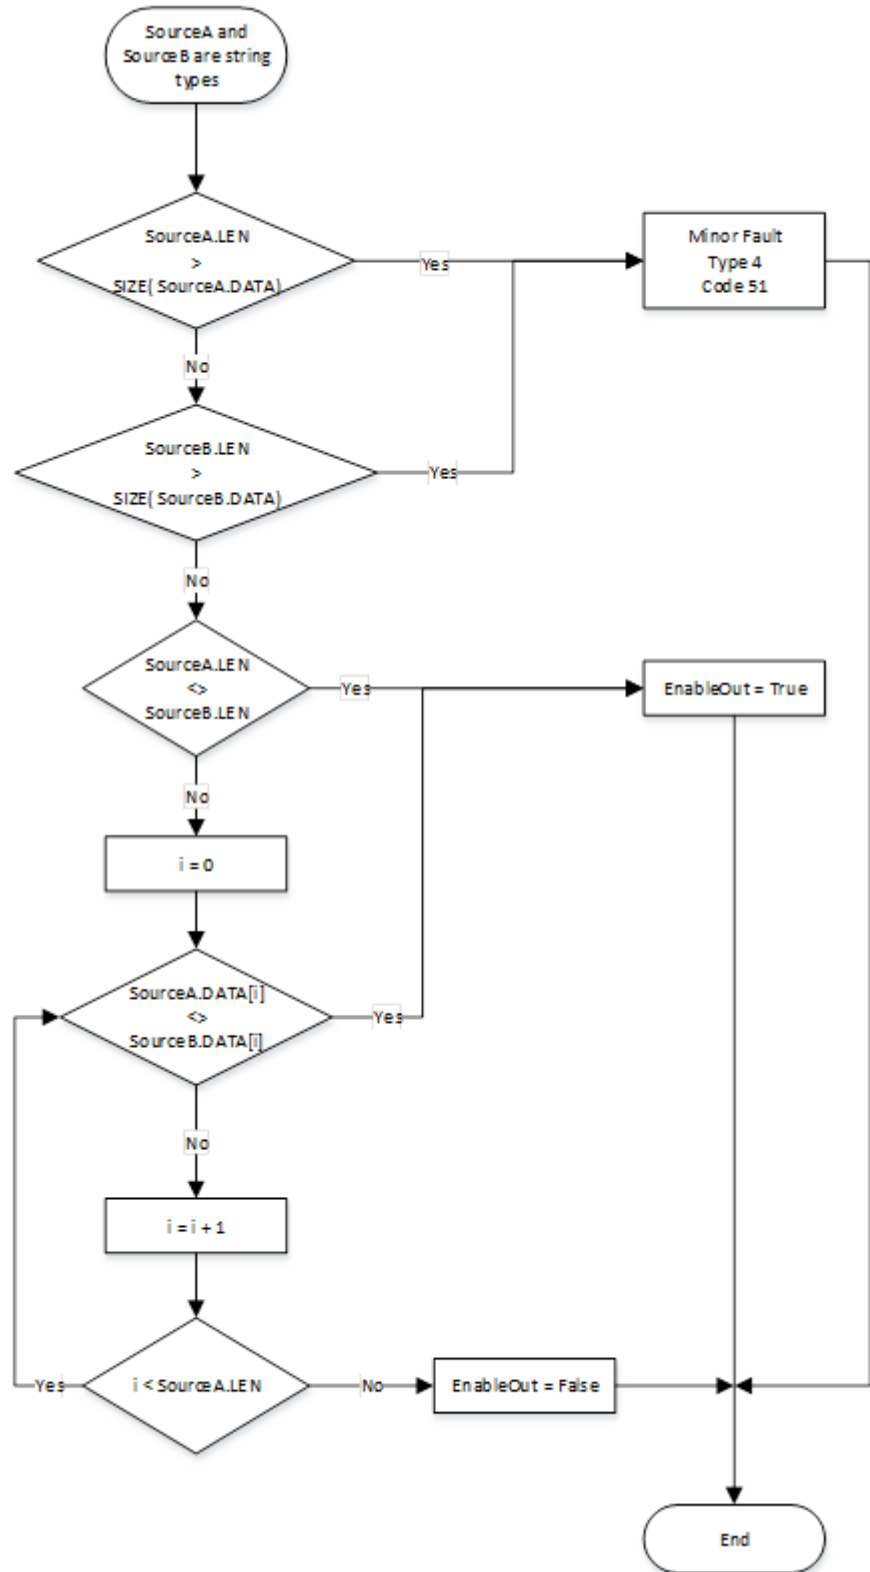 SourceA and
SourceB are string
types
SourceA.LEN
>
SIZE( SourceA.DATA)
Yes
Minor Fault
Type 4
Code 51
No
SourceB.LEN
>
SIZE( SourceB.DATA)
Yes
No
SourceA.LEN
<>
SourceB.LEN
Yes
EnableOut = True
No
i = 0
SourceA.DATA[i]
<>
SourceB.DATA[i]
Yes
No
i = i + 1
Yes
i < SourceA.LEN
No
EnableOut = False
End